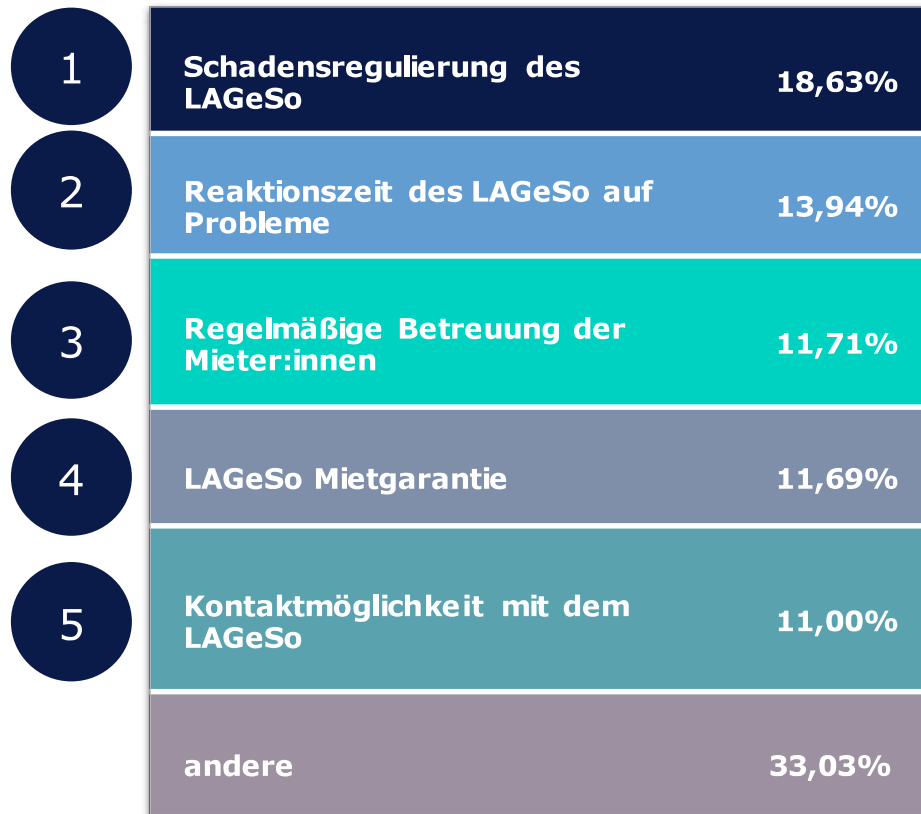 1
Schadensregulierung des
LAGeSo
18,63%
2
Reaktionszeit des LAGeSo auf
Probleme
13,94%
3
Regelmäßige Betreuung der
Mieter:innen
11,71%
4
LAGeSo Mietgarantie
11,69%
5
Kontaktmöglichkeit mit dem
LAGeSo
11,00%
andere
33,03%